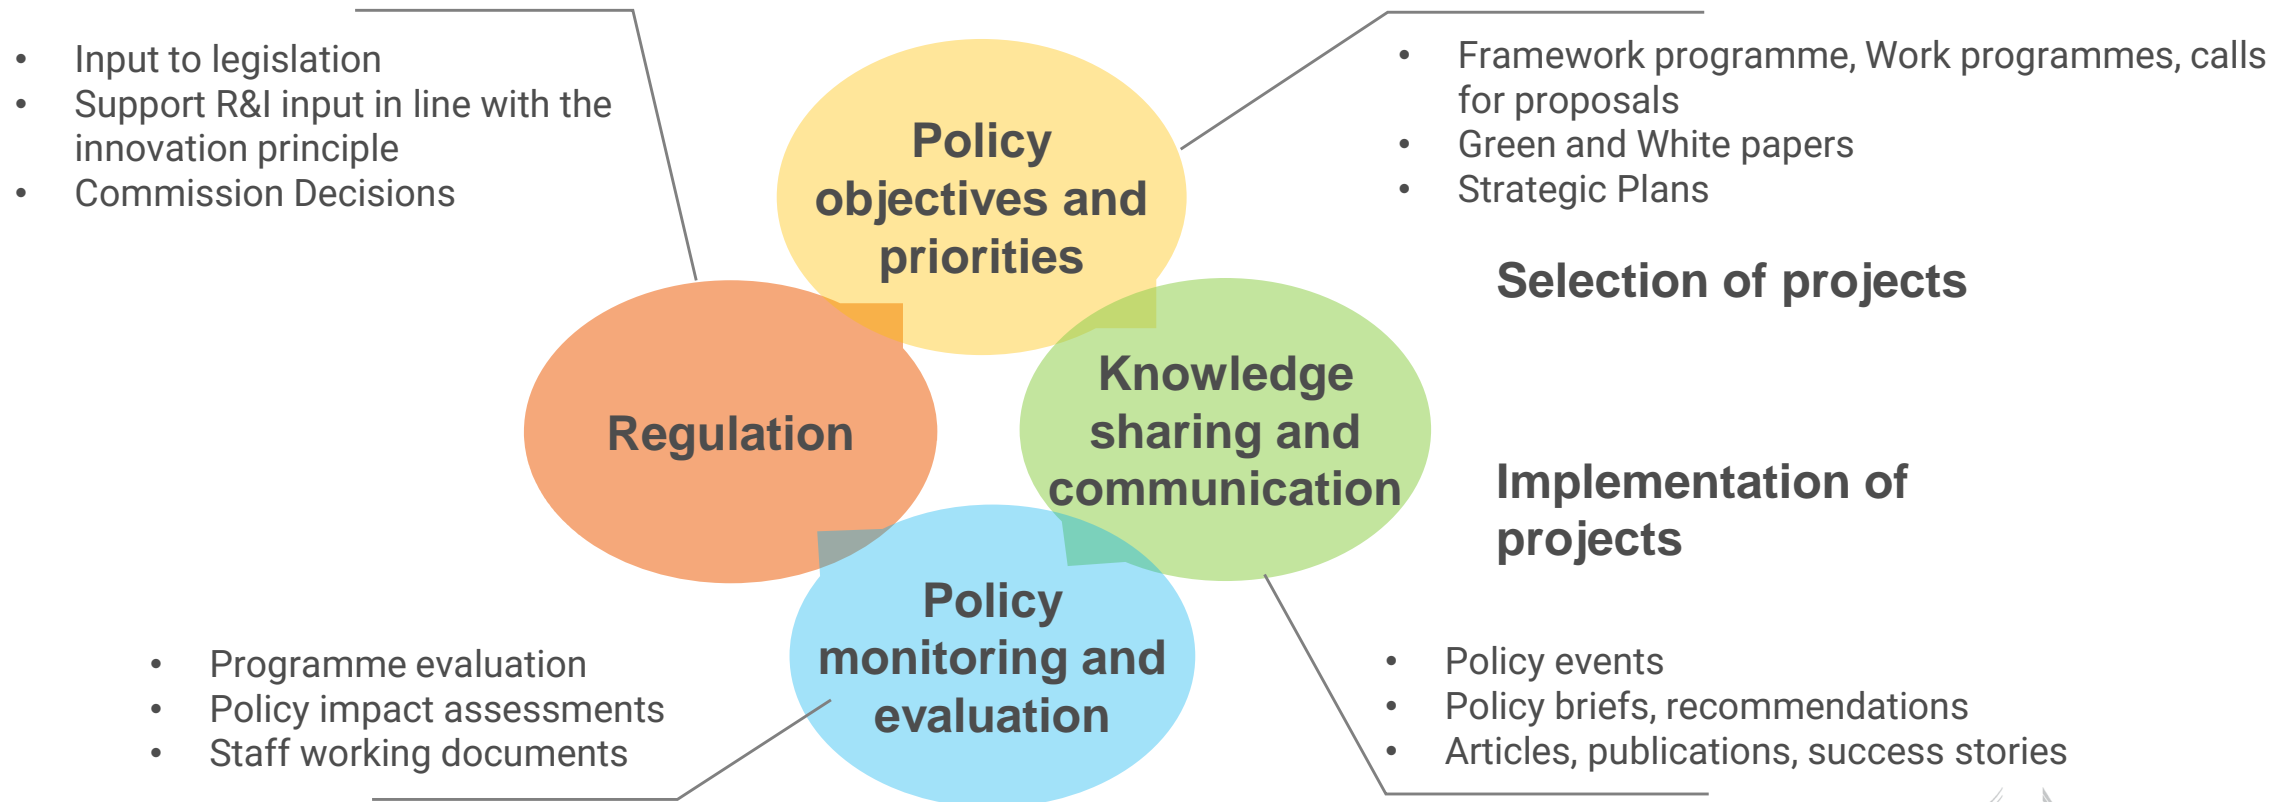 • Input to legislation
• Support R&I input in line with the
innovation principle
• Commission Decisions
Policy
objectives and
priorities
• Framework programme, Work programmes, calls
for proposals
• Green and White papers
• Strategic Plans
Selection of projects
Regulation
Knowledge
sharing and
communication
Implementation of
projects
Policy
monitoring and
evaluation
• Programme evaluation
• Policy impact assessments
• Staff working documents
• Policy events
• Policy briefs, recommendations
• Articles, publications, success stories